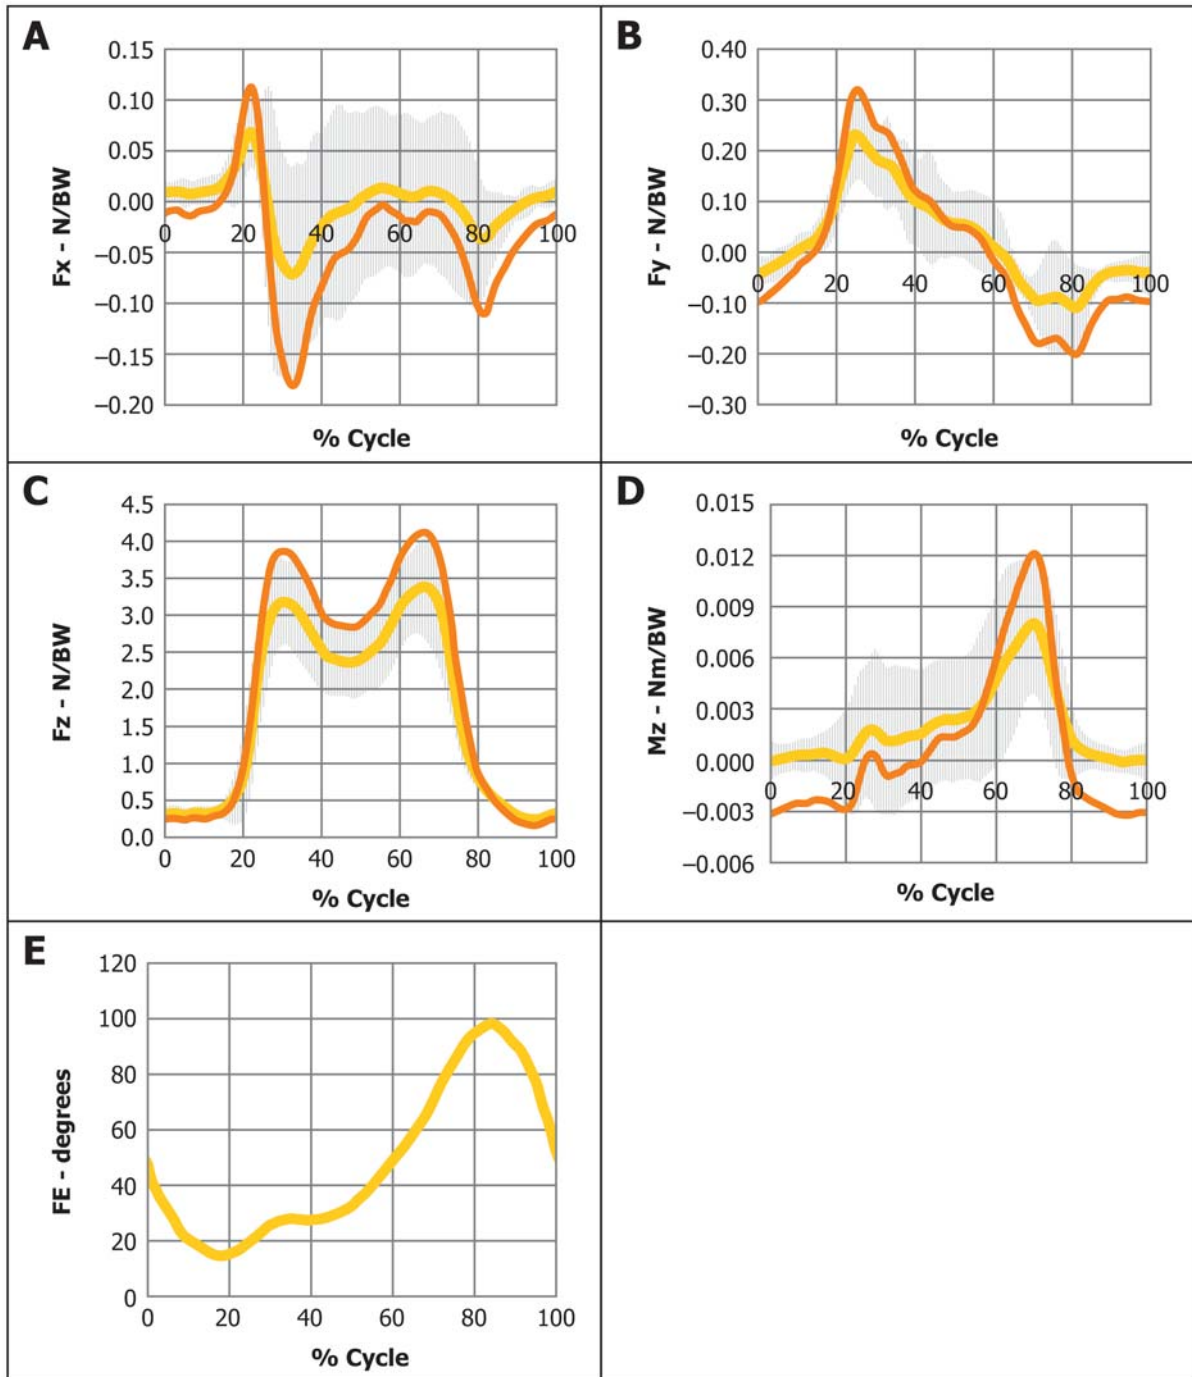 A
0.15
0.10
0.05
0.00
−0.05
−0.10
−0.15
−0.20
0 20 40 60 80 100
Fx - N/BW
% Cycle
B
0.40
0.30
0.20
0.10
0.00
−0.10
−0.20
−0.30
0 20 40 60 80 100
Fy - N/BW
% Cycle
C
4.5
4.0
3.5
3.0
2.5
2.0
1.5
1.0
0.5
0.0
0 20 40 60 80 100
Fz - N/BW
% Cycle
D
0.015
0.012
0.009
0.006
0.003
0.000
−0.003
−0.006
0 20 40 60 80 100
Mz - Nm/BW
% Cycle
E
120
100
80
60
40
20
0
0 20 40 60 80 100
FE - degrees
% Cycle